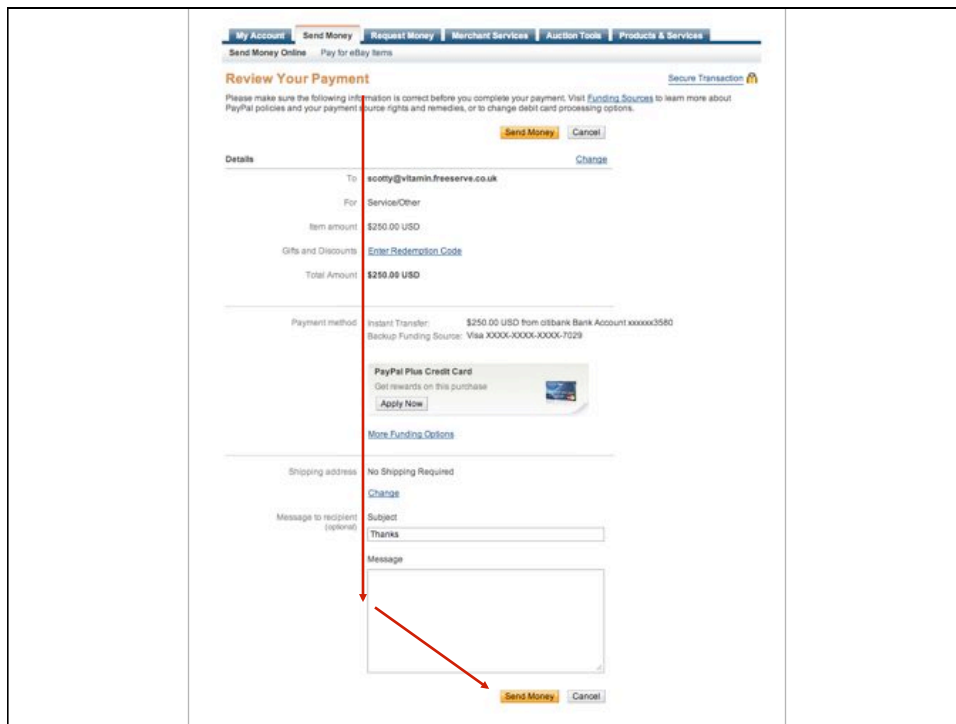 My Account Send Money Request Money Merchant Services Auction Tools Products & Services
Send Money Online Pay for eBay Items
Review Your Payment Secure Transaction
Please make sure the following information is correct before you complete your payment. Visit Funding Sources to learn more about
PayPal policies and your payment source rights and remedies, or to change debit card processing options.
Send Money Cancel
Details Change
To scotty@vitamin.freeserve.co.uk
For Service/Other
Item amount $250.00 USD
Gifts and Discounts Enter Redemption Code
Total Amount $250.00 USD
Payment method Instant Transfer: $250.00 USD from citibank Bank Account xxxxxx3580
Backup Funding Source: Visa XXXX-XXXX-XXXX-7029
PayPal Plus Credit Card
Get rewards on this purchase
Apply Now
More Funding Options
Shipping address No Shipping Required
Change
Message to recipient Subject
(optional)
Thanks
Message
Send Money Cancel